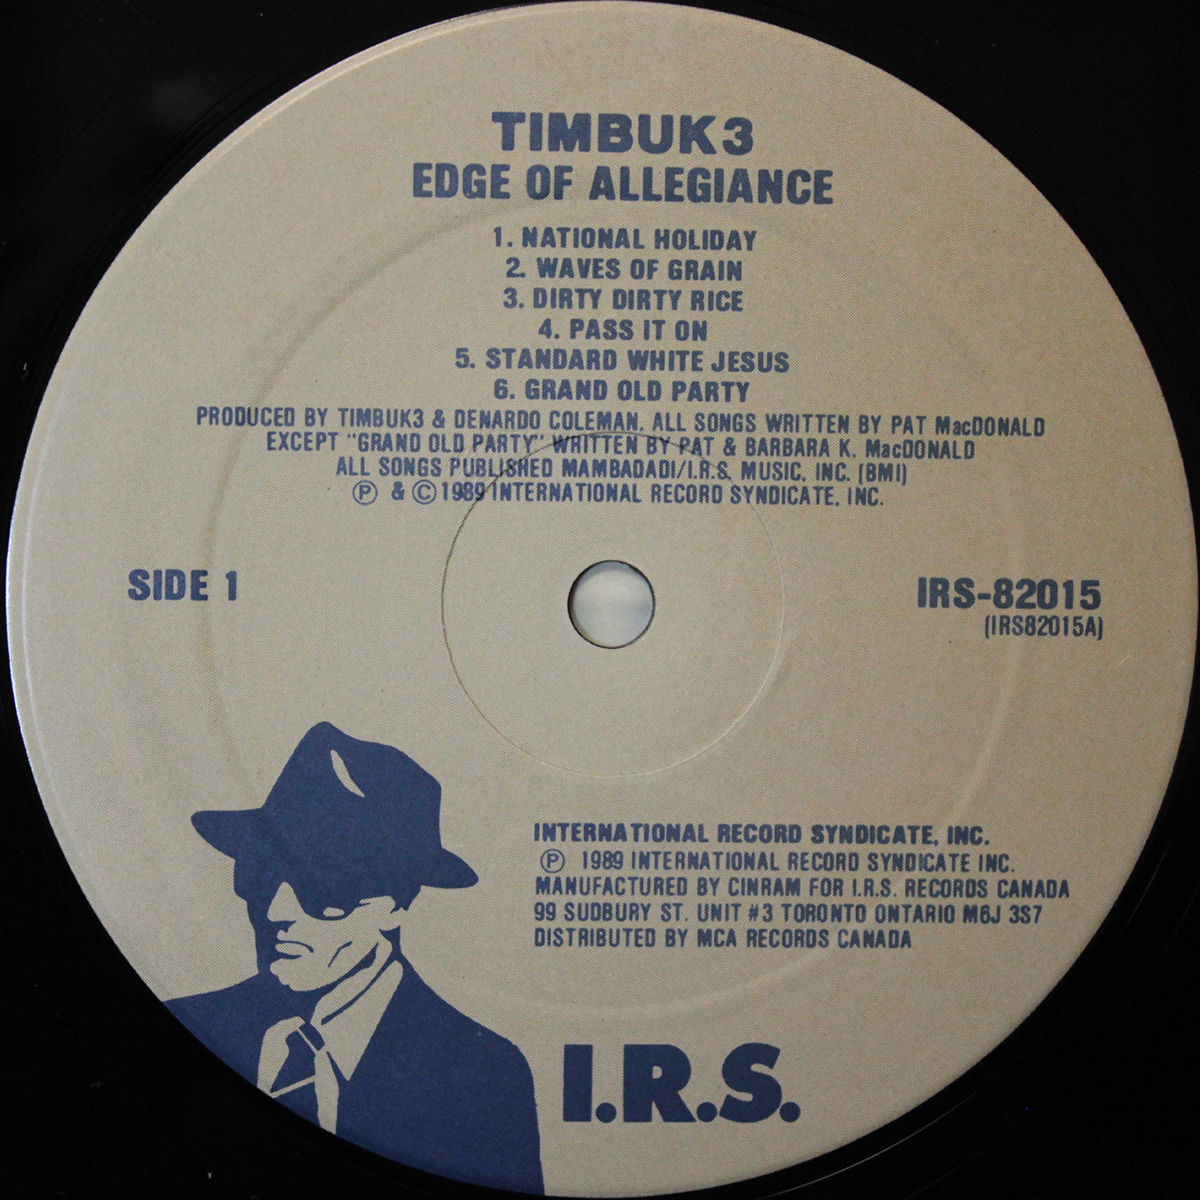 TIMBUK3
EDGE OF ALLEGIANCE
1. NATIONAL HOLIDAY
2. WAVES OF GRAIN
3. DIRTY DIRTY RICE
4. PASS IT ON
5. STANDARD WHITE JESUS
6. GRAND OLD PARTY
PRODUCED BY TIMBUK3 & DENARDO COLEMAN. ALL SONGS WRITTEN BY PAT MacDONALD
EXCEPT "GRAND OLD PARTY" WRITTEN BY PAT & BARBARA K. MacDONALD
ALL SONGS PUBLISHED MAMBADADI/I.R.S. MUSIC, INC. (BMI)
Ⓟ & © 1989 INTERNATIONAL RECORD SYNDICATE, INC.
SIDE 1
IRS-82015
(IRS82015A)
INTERNATIONAL RECORD SYNDICATE, INC.
Ⓟ 1989 INTERNATIONAL RECORD SYNDICATE INC.
MANUFACTURED BY CINRAM FOR I.R.S. RECORDS CANADA
99 SUDBURY ST. UNIT #3 TORONTO ONTARIO M6J 3S7
DISTRIBUTED BY MCA RECORDS CANADA
I.R.S.